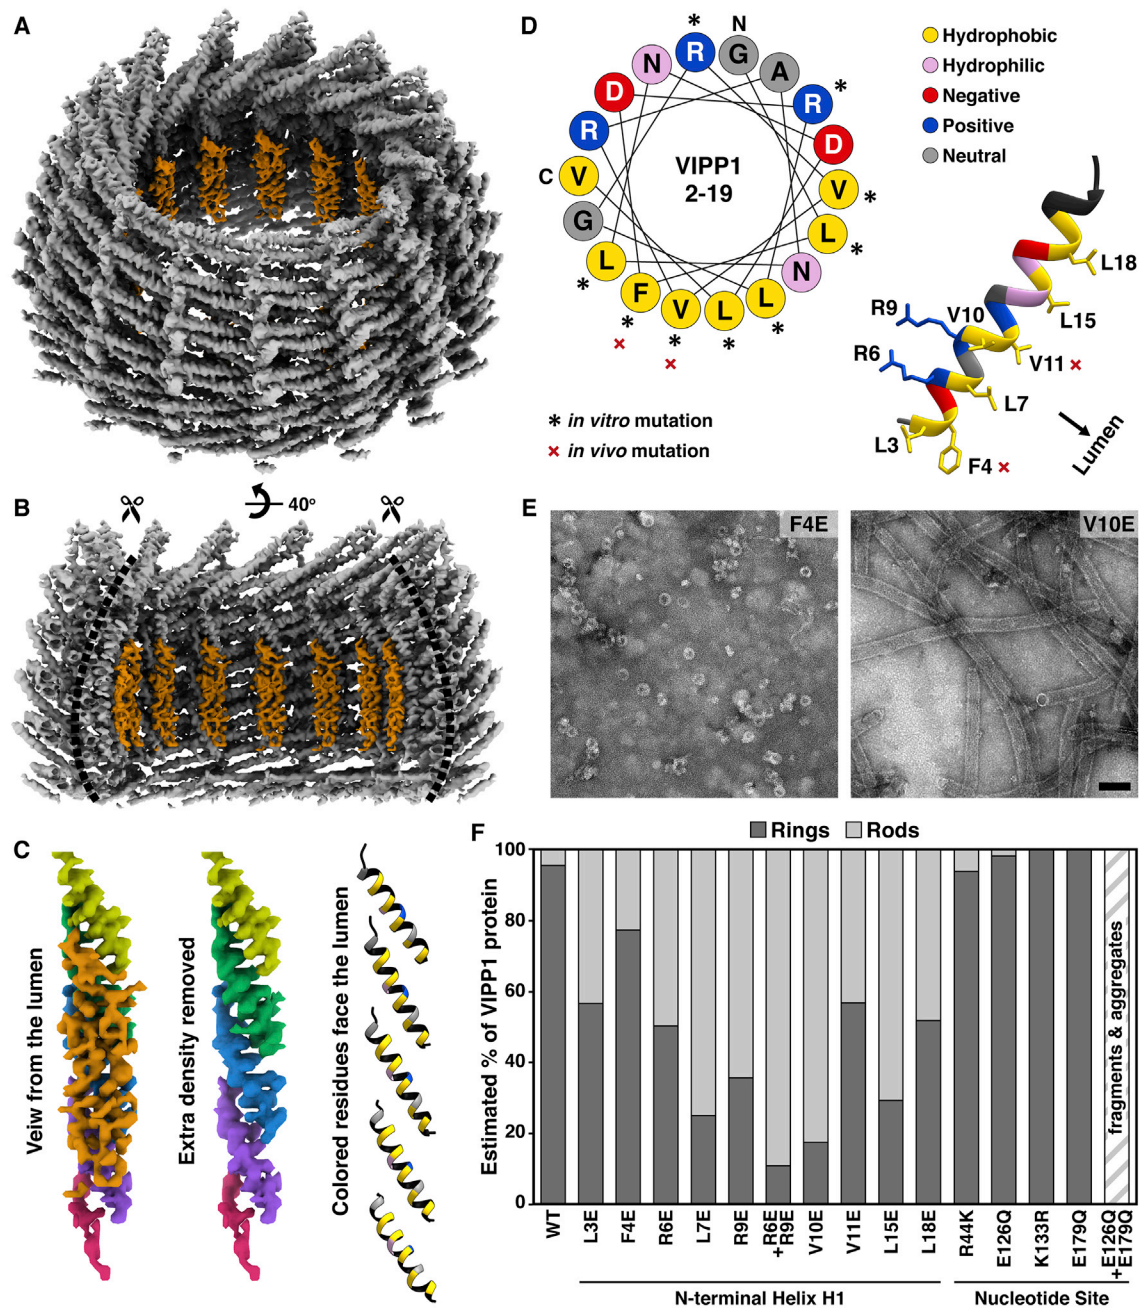 A
B
40°
C
Veiw from the lumen
Extra density removed
Colored residues face the lumen
D
N
R
G
A
R
D
V
L
N
L
L
V
F
L
G
V
R
D
N
C
*
*
*
*
*
*
*
*
*
×
×
VIPP1
2-19
* in vitro mutation
× in vivo mutation
Hydrophobic
Hydrophilic
Negative
Positive
Neutral
L18
L15
R9
V10
V11 ×
R6
L7
L3
F4 ×
Lumen
E
F4E
V10E
F
Rings
Rods
Estimated % of VIPP1 protein
100
80
60
40
20
0
fragments & aggregates
WT
L3E
F4E
R6E
L7E
R9E
R6E
+R9E
V10E
V11E
L15E
L18E
R44K
E126Q
K133R
E179Q
E126Q
+E179Q
N-terminal Helix H1
Nucleotide Site